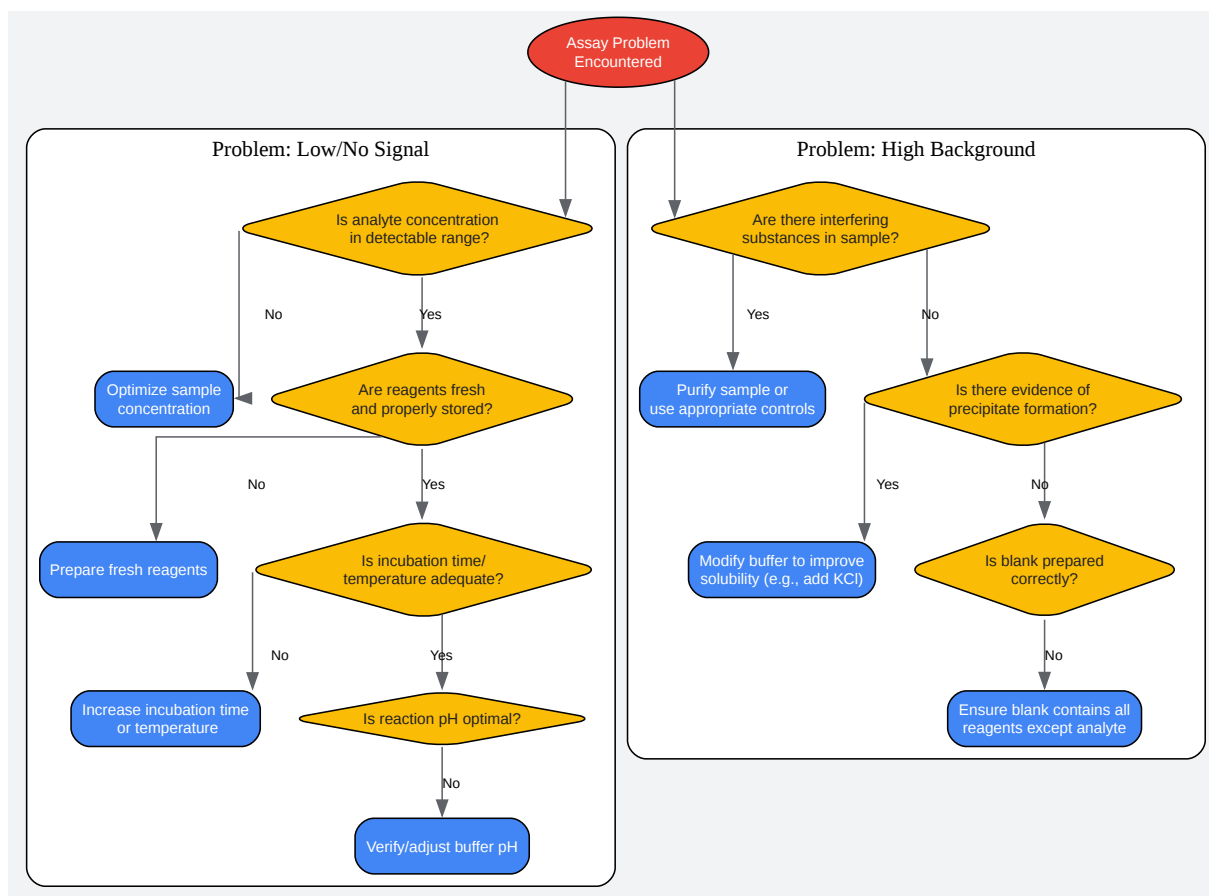 Assay Problem
Encountered
Problem: Low/No Signal
Is analyte concentration
in detectable range?
No
Yes
Optimize sample
concentration
Are reagents fresh
and properly stored?
No
Yes
Prepare fresh reagents
Is incubation time/
temperature adequate?
No
Yes
Increase incubation time
or temperature
Is reaction pH optimal?
No
Verify/adjust buffer pH
Problem: High Background
Are there interfering
substances in sample?
Yes
No
Purify sample or
use appropriate controls
Is there evidence of
precipitate formation?
Yes
No
Modify buffer to improve
solubility (e.g., add KCl)
Is blank prepared
correctly?
No
Ensure blank contains all
reagents except analyte